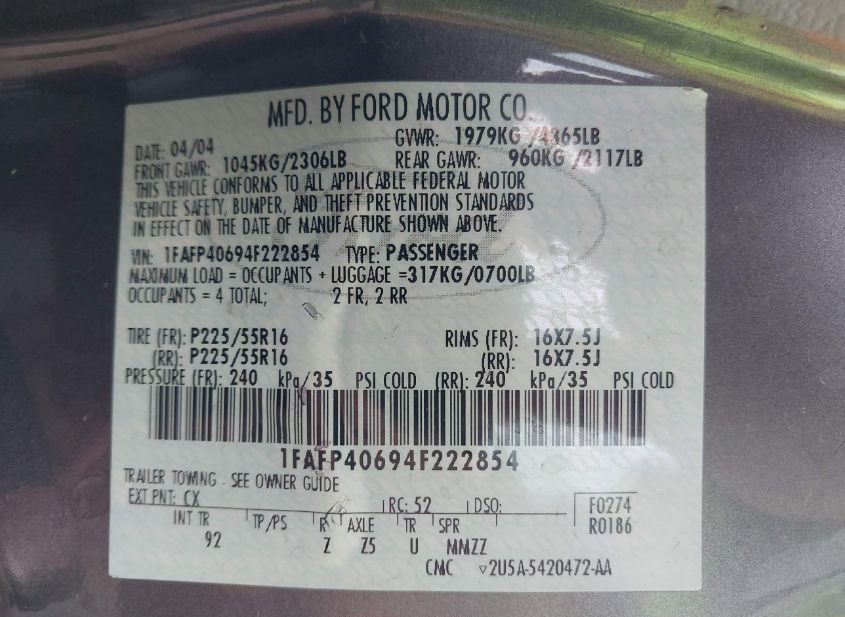 MFD. BY FORD MOTOR CO.
DATE: 04/04 GVWR: 1979KG /4365LB
FRONT GAWR: 1045KG/2306LB REAR GAWR: 960KG /2117LB
THIS VEHICLE CONFORMS TO ALL APPLICABLE FEDERAL MOTOR
VEHICLE SAFETY, BUMPER, AND THEFT PREVENTION STANDARDS
IN EFFECT ON THE DATE OF MANUFACTURE SHOWN ABOVE.
VIN: 1FAFP40694F222854 TYPE: PASSENGER
MAXIMUM LOAD = OCCUPANTS + LUGGAGE =317KG/0700LB
OCCUPANTS = 4 TOTAL; 2 FR, 2 RR
TIRE (FR): P225/55R16 RIMS (FR): 16X7.5J
(RR): P225/55R16 (RR): 16X7.5J
PRESSURE (FR): 240 kPa/35 PSI COLD (RR): 240 kPa/35 PSI COLD
1FAFP40694F222854
TRAILER TOWING - SEE OWNER GUIDE
EXT PNT: CX RC: 52 DSO: F0274
INT TR TP/PS R AXLE TR SPR R0186
92 Z Z5 U MMZZ
CMC ▽2U5A-5420472-AA